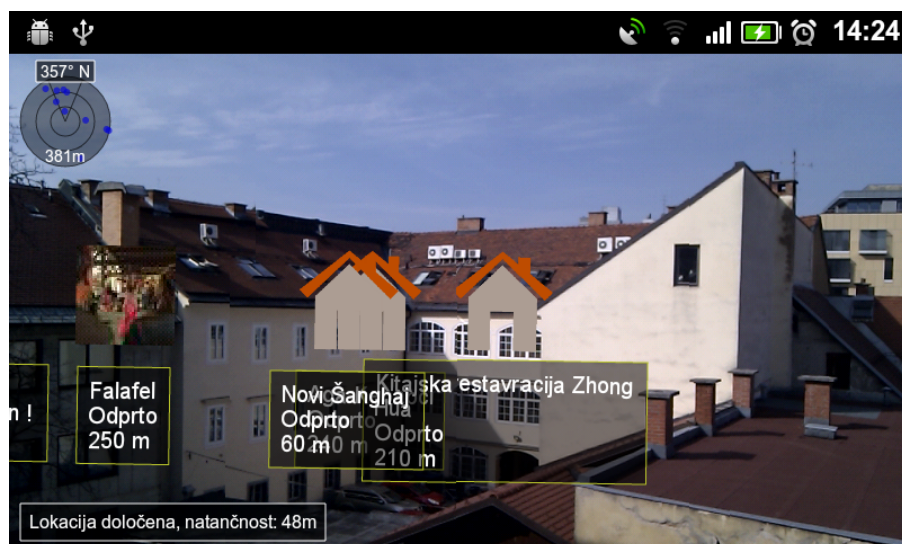 14:24
357° N
381m
n !
Falafel
Odprto
250 m
Novi Šanghaj
Odprto
60 m
Kitajska estavracija Zhong
Hua
Odprto
210 m
Lokacija določena, natančnost: 48m